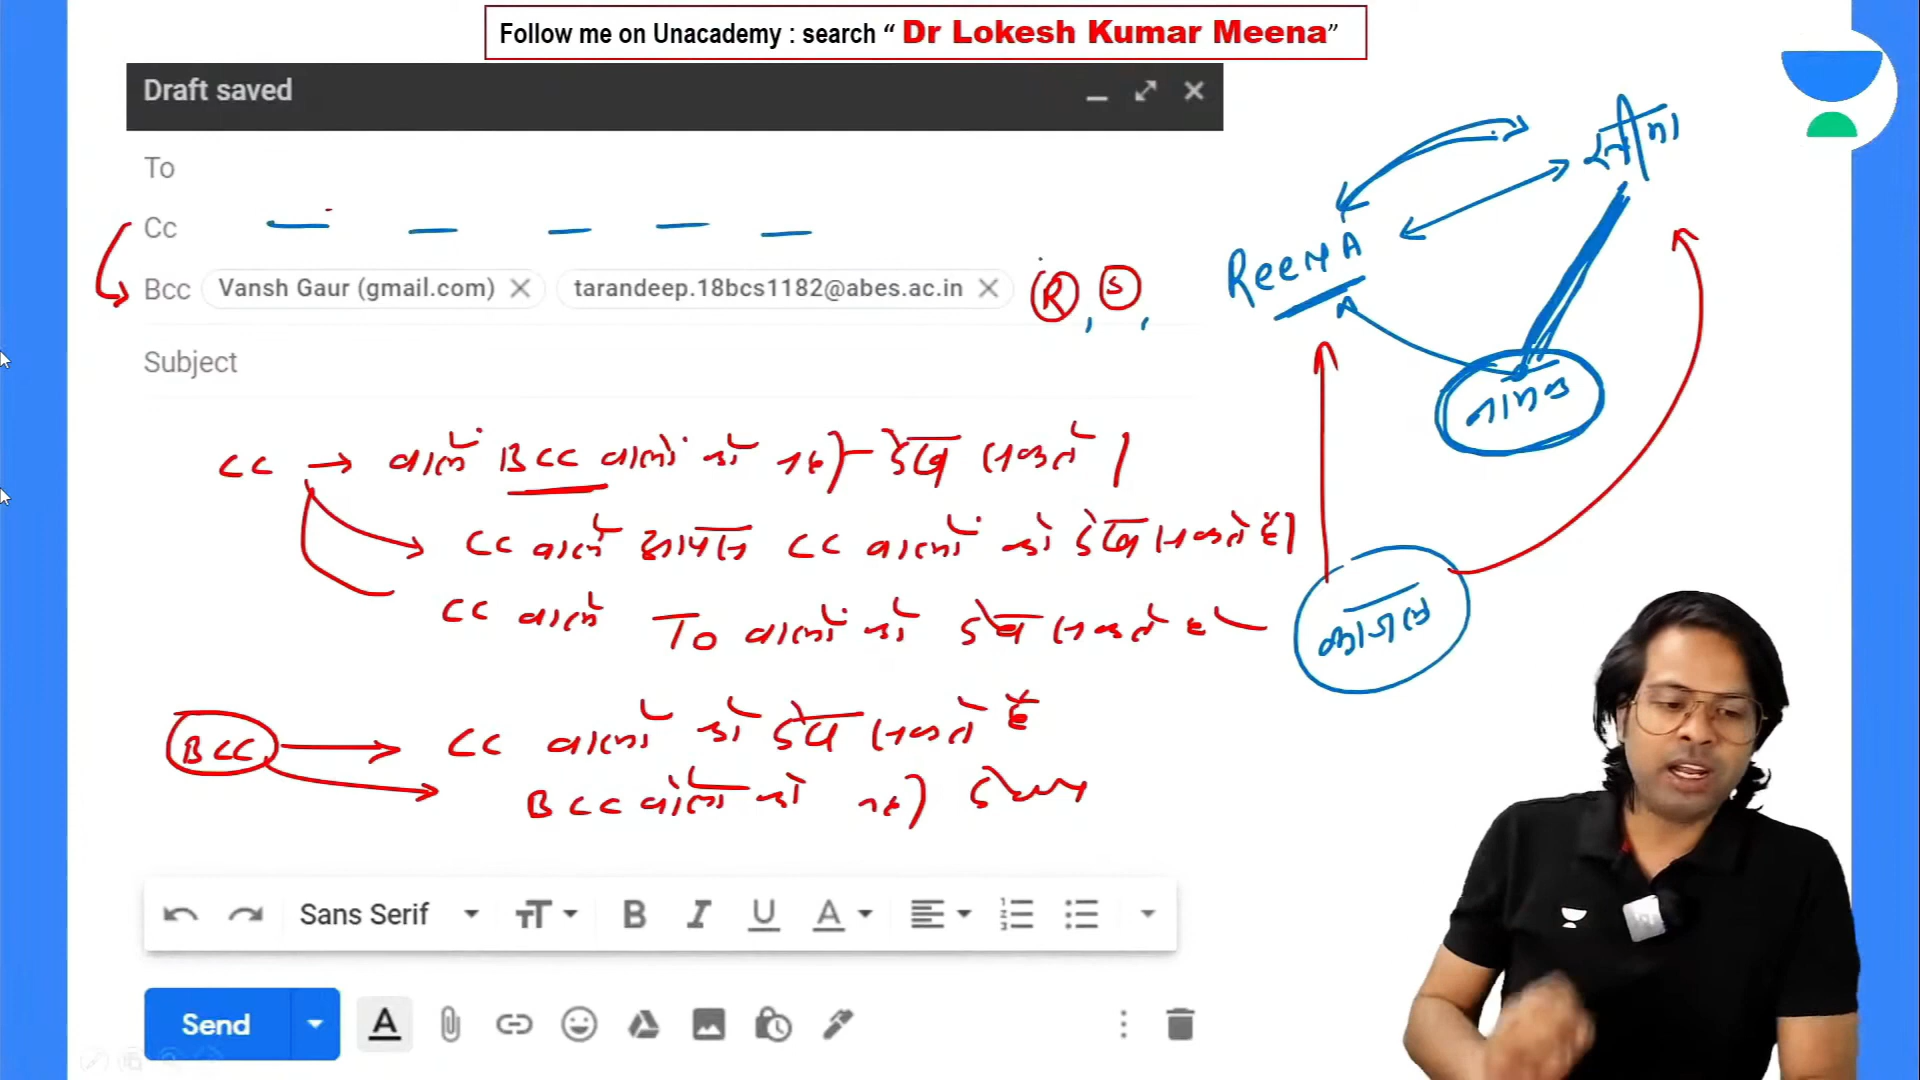 Follow me on Unacademy : search “ Dr Lokesh Kumar Meena”
Draft saved
To
Cc
Bcc Vansh Gaur (gmail.com) tarandeep.18bcs1182@abes.ac.in R , S ,
Subject
ReemA
CC → वाले BCC वालों को नहीं देख सकते |
CC वाले आपस CC वालों को देख सकते है |
CC वाले To वालों को देख सकते है
BCC → CC वालों को देख सकते है
BCC वालों को नहीं
Sans Serif
Send